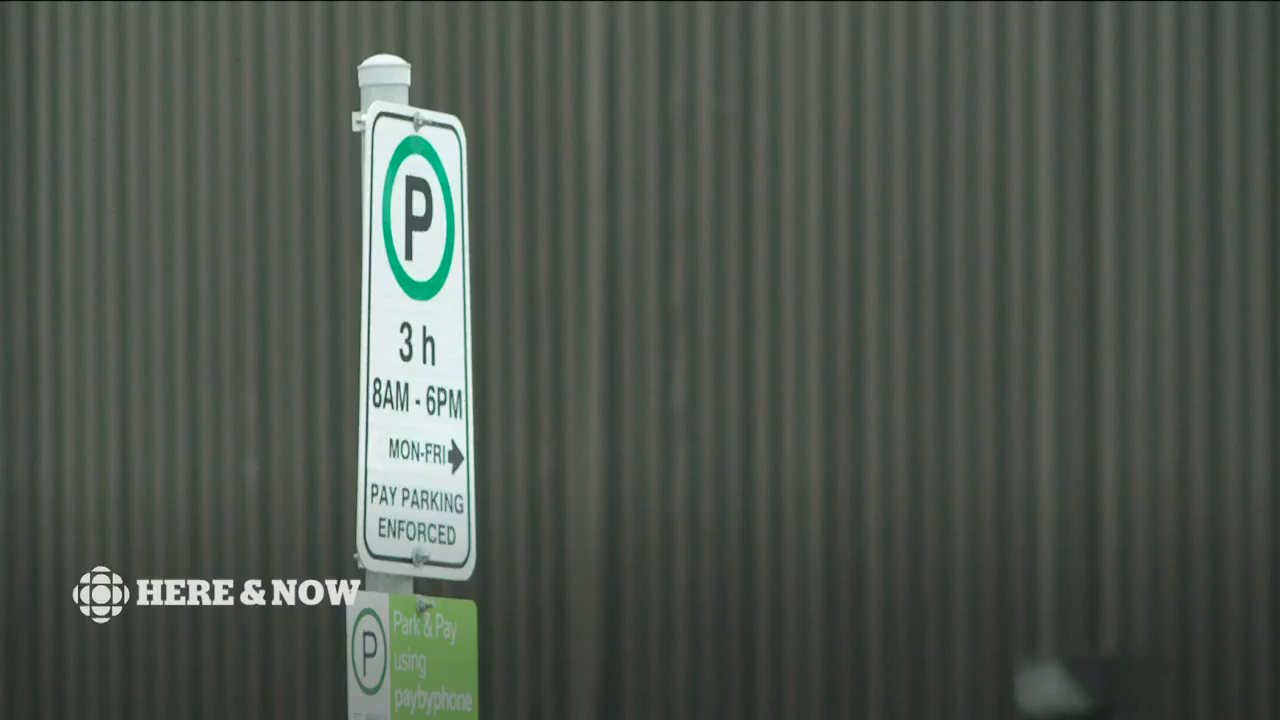 P
3 h
8AM - 6PM
MON-FRI
PAY PARKING
ENFORCED
HERE & NOW
P
Park & Pay
using
paybyphone